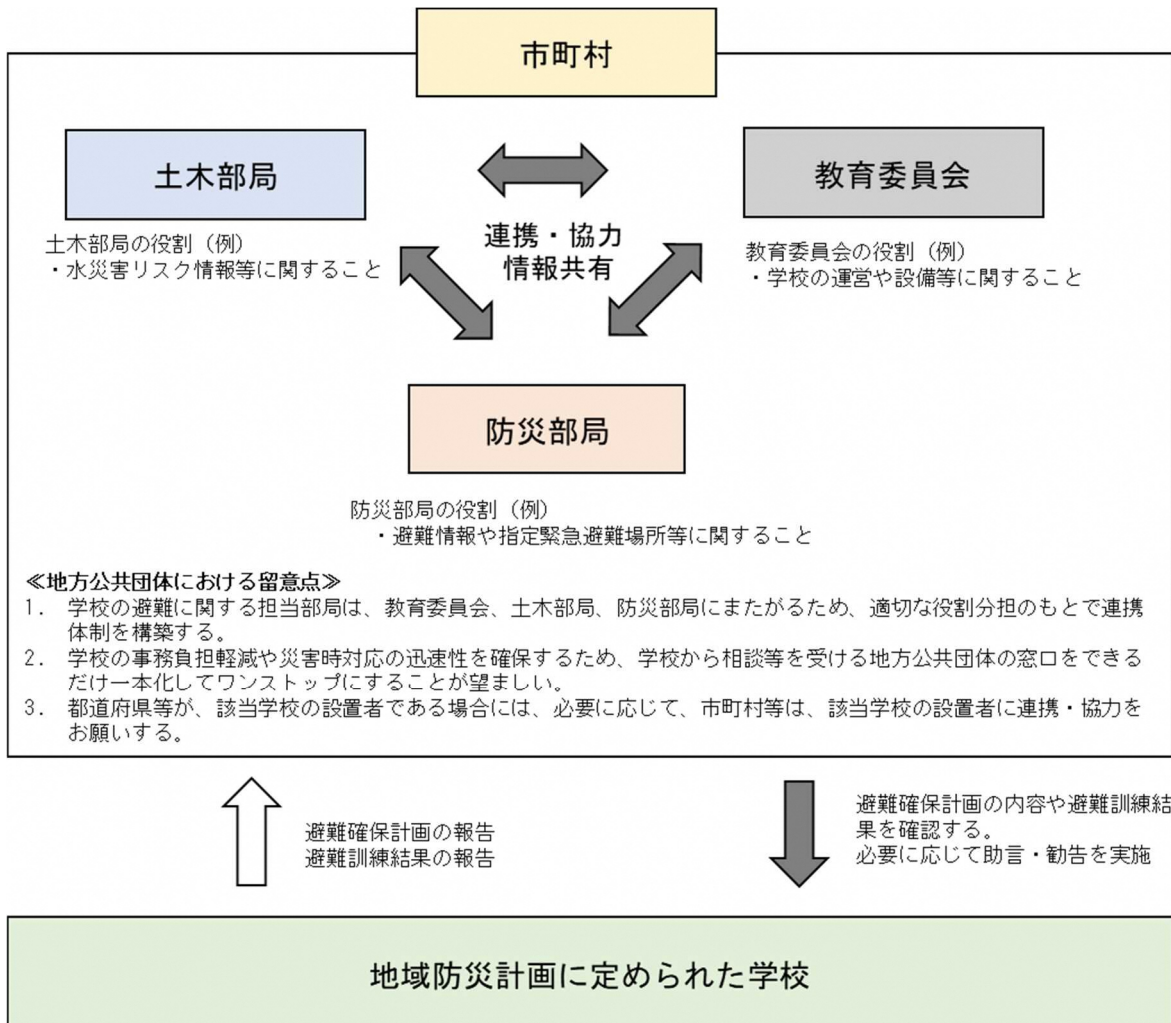 市町村
土木部局
教育委員会
連携・協力
情報共有
土木部局の役割（例）
・水災害リスク情報等に関すること
教育委員会の役割（例）
・学校の運営や設備等に関すること
防災部局
防災部局の役割（例）
・避難情報や指定緊急避難場所等に関すること
≪地方公共団体における留意点≫
1. 学校の避難に関する担当部局は、教育委員会、土木部局、防災部局にまたがるため、適切な役割分担のもとで連携
体制を構築する。
2. 学校の事務負担軽減や災害時対応の迅速性を確保するため、学校から相談等を受ける地方公共団体の窓口をできる
だけ一本化してワンストップにすることが望ましい。
3. 都道府県等が、該当学校の設置者である場合には、必要に応じて、市町村等は、該当学校の設置者に連携・協力を
お願いする。
避難確保計画の報告
避難訓練結果の報告
避難確保計画の内容や避難訓練結
果を確認する。
必要に応じて助言・勧告を実施
地域防災計画に定められた学校